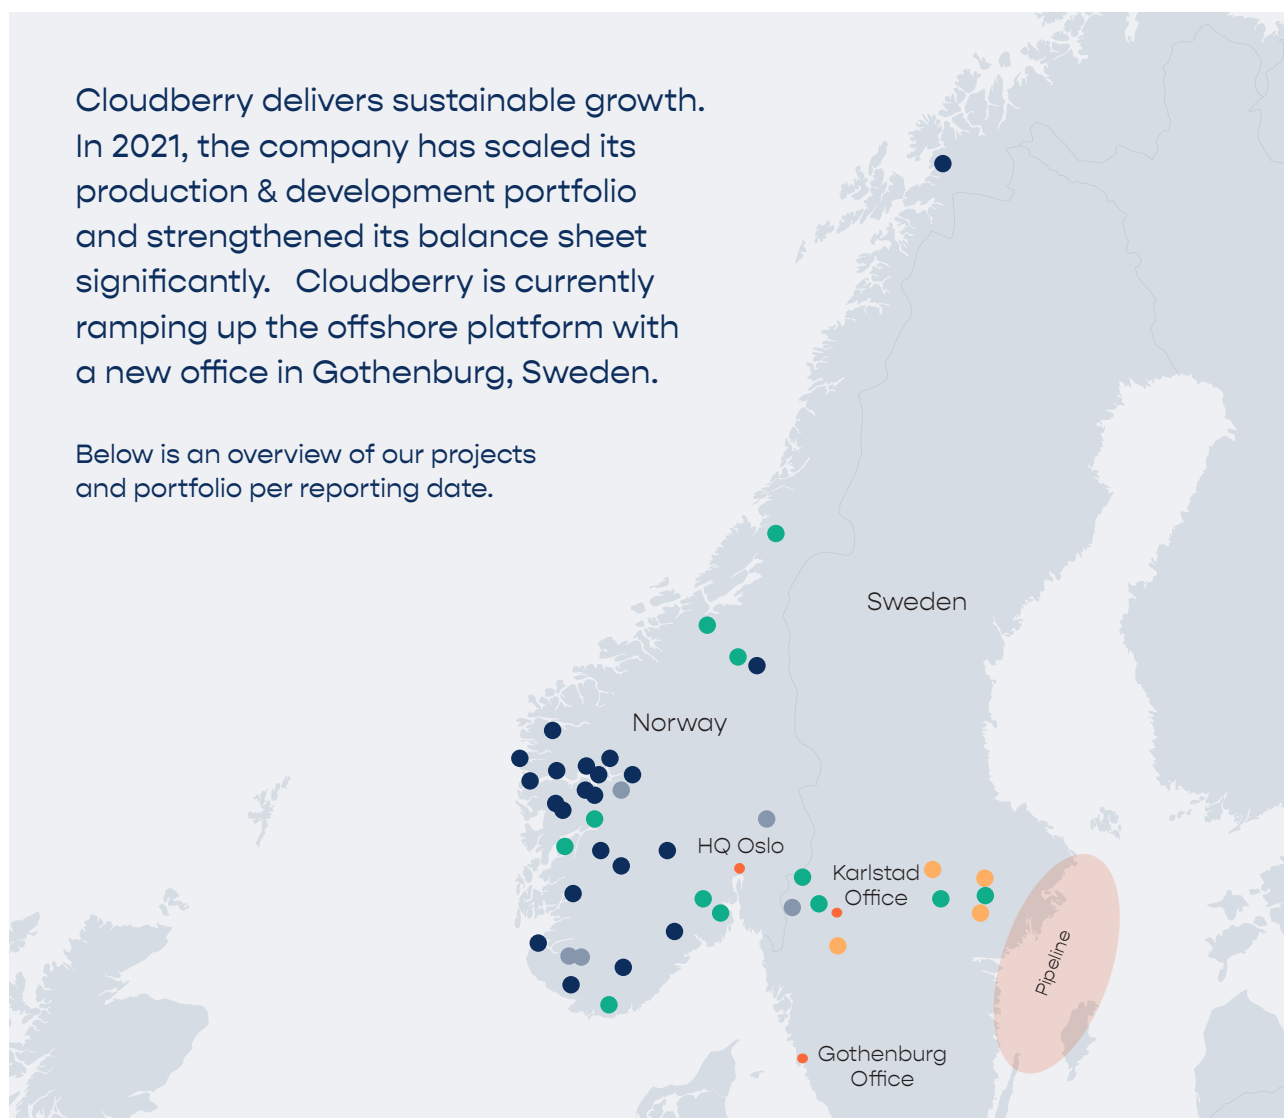 Cloudberry delivers sustainable growth.
In 2021, the company has scaled its
production & development portfolio
and strengthened its balance sheet
significantly. Cloudberry is currently
ramping up the offshore platform with
a new office in Gothenburg, Sweden.
Below is an overview of our projects
and portfolio per reporting date.
Sweden
Norway
HQ Oslo
Karlstad
Office
Pipeline
Gothenburg
Office